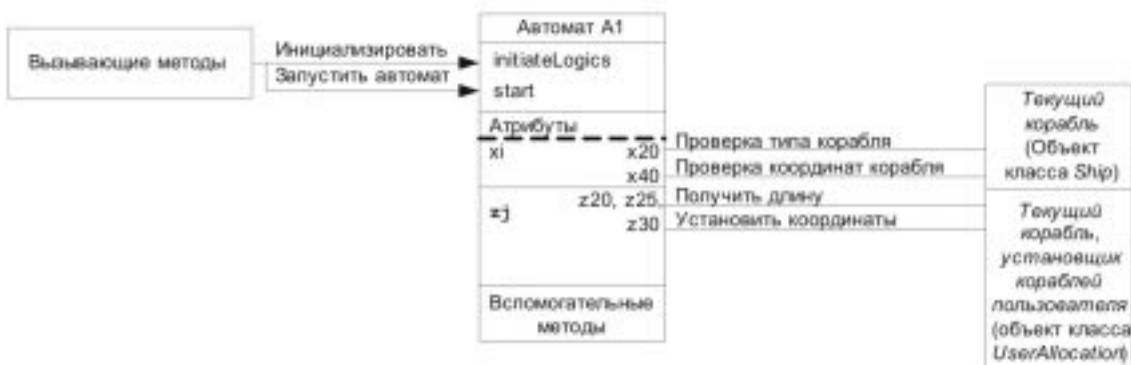 Автомат А1
Вызывающие методы
Инициализировать
initiateLogics
Запустить автомат
start
Атрибуты
xi
x20
Проверка типа корабля
x40
Проверка координат корабля
Текущий
корабль
(Объект
класса Ship)
zj
z20, z25,
Получить длину
z30
Установить координаты
Текущий
корабль,
установщик
кораблей
пользователя
(объект класса
UserAllocation)
Вспомогательные
методы